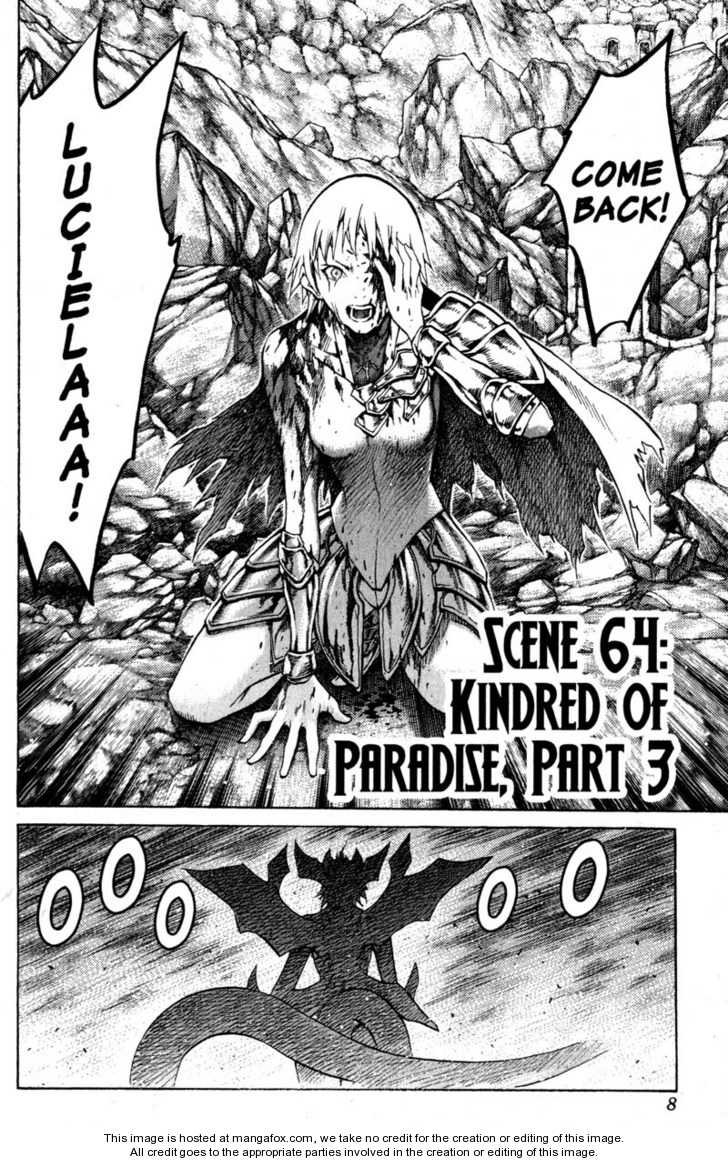 COME
BACK!
LUCIELAAA!
SCENE 64:
KINDRED OF
PARADISE, PART 3
O O O O O
8
This image is hosted at mangafox.com, we take no credit for the creation or editing of this image.
All credit goes to the appropriate parties involved in the creation or editing of this image.